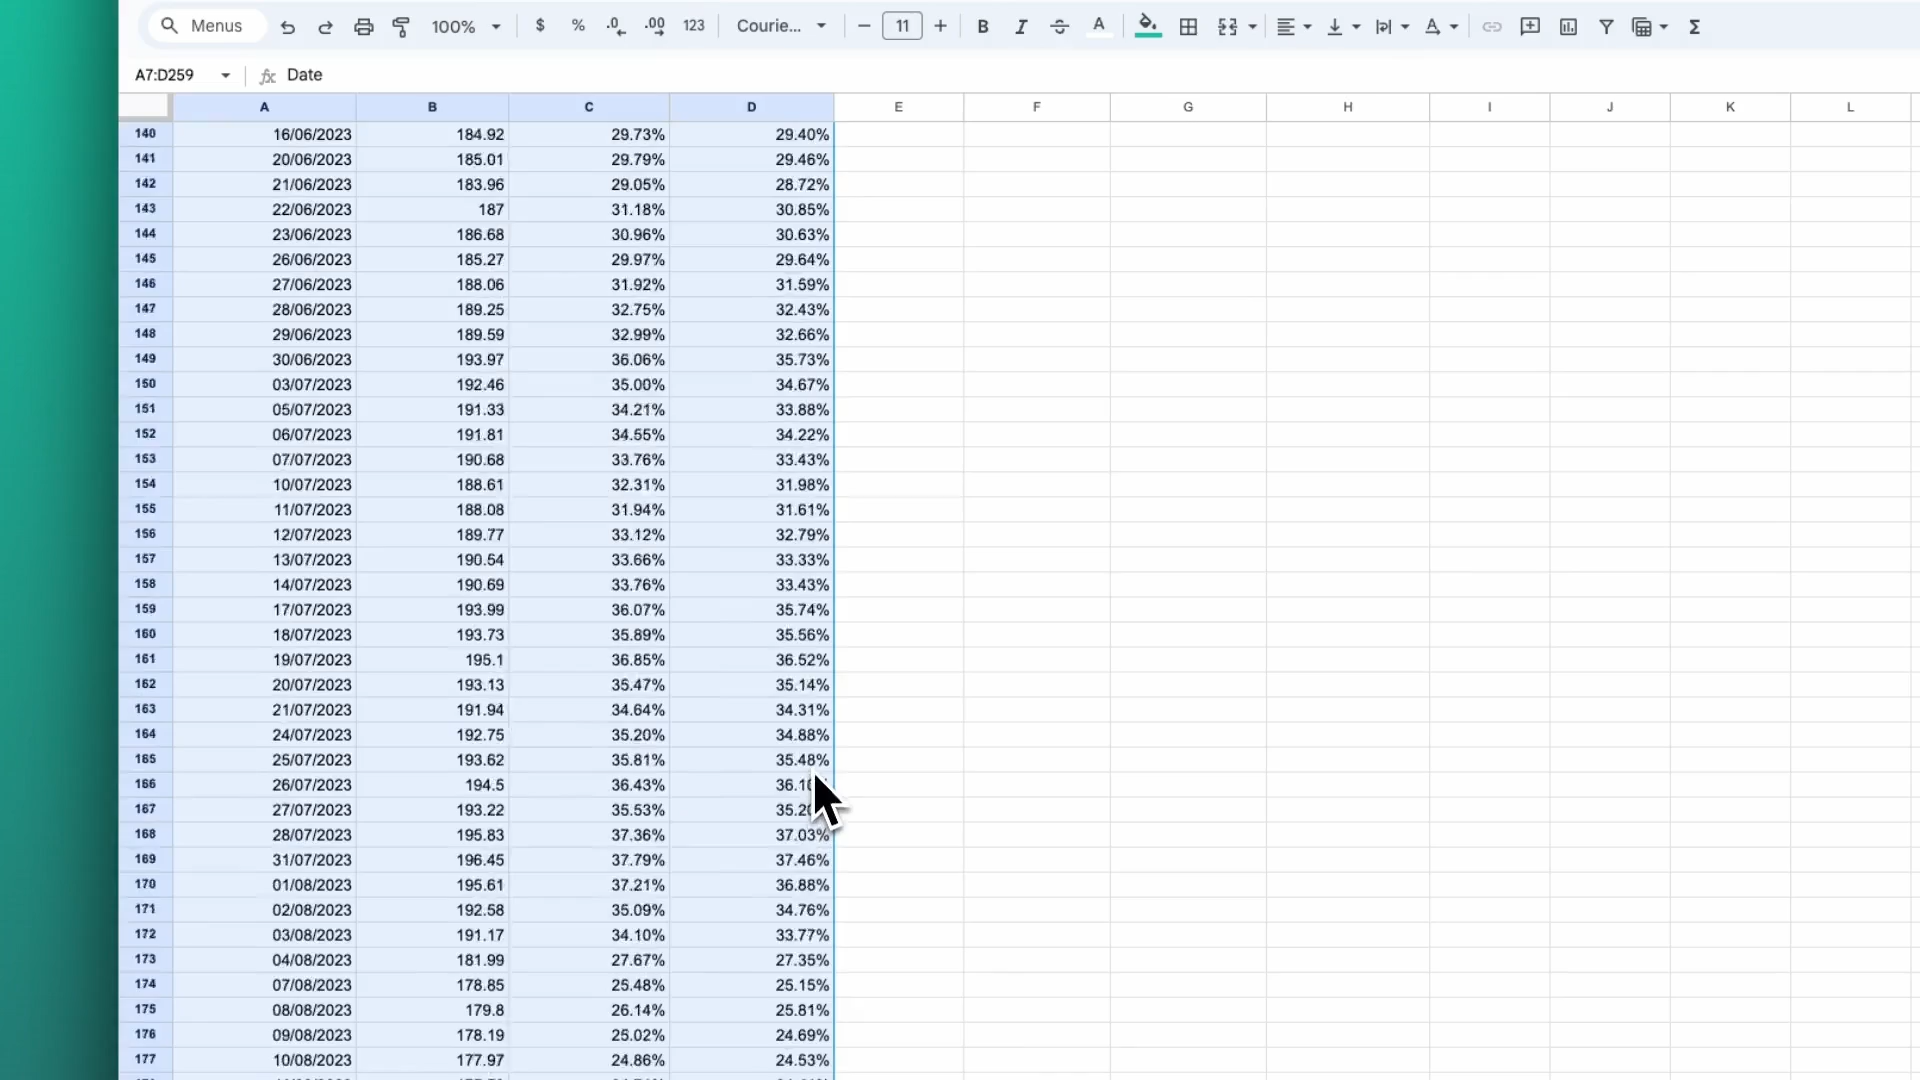 Menus 100% $ % .0 .00 123 Courie... 11 B I A A Σ
A7:D259 fx Date
A B C D E F G H I J K L
140 16/06/2023 184.92 29.73% 29.40%
141 20/06/2023 185.01 29.79% 29.46%
142 21/06/2023 183.96 29.05% 28.72%
143 22/06/2023 187 31.18% 30.85%
144 23/06/2023 186.68 30.96% 30.63%
145 26/06/2023 185.27 29.97% 29.64%
146 27/06/2023 188.06 31.92% 31.59%
147 28/06/2023 189.25 32.75% 32.43%
148 29/06/2023 189.59 32.99% 32.66%
149 30/06/2023 193.97 36.06% 35.73%
150 03/07/2023 192.46 35.00% 34.67%
151 05/07/2023 191.33 34.21% 33.88%
152 06/07/2023 191.81 34.55% 34.22%
153 07/07/2023 190.68 33.76% 33.43%
154 10/07/2023 188.61 32.31% 31.98%
155 11/07/2023 188.08 31.94% 31.61%
156 12/07/2023 189.77 33.12% 32.79%
157 13/07/2023 190.54 33.66% 33.33%
158 14/07/2023 190.69 33.76% 33.43%
159 17/07/2023 193.99 36.07% 35.74%
160 18/07/2023 193.73 35.89% 35.56%
161 19/07/2023 195.1 36.85% 36.52%
162 20/07/2023 193.13 35.47% 35.14%
163 21/07/2023 191.94 34.64% 34.31%
164 24/07/2023 192.75 35.20% 34.88%
165 25/07/2023 193.62 35.81% 35.48%
166 26/07/2023 194.5 36.43%
167 27/07/2023 193.22 35.53%
168 28/07/2023 195.83 37.36% 37.03%
169 31/07/2023 196.45 37.79% 37.46%
170 01/08/2023 195.61 37.21% 36.88%
171 02/08/2023 192.58 35.09% 34.76%
172 03/08/2023 191.17 34.10% 33.77%
173 04/08/2023 181.99 27.67% 27.35%
174 07/08/2023 178.85 25.48% 25.15%
175 08/08/2023 179.8 26.14% 25.81%
176 09/08/2023 178.19 25.02% 24.69%
177 10/08/2023 177.97 24.86% 24.53%